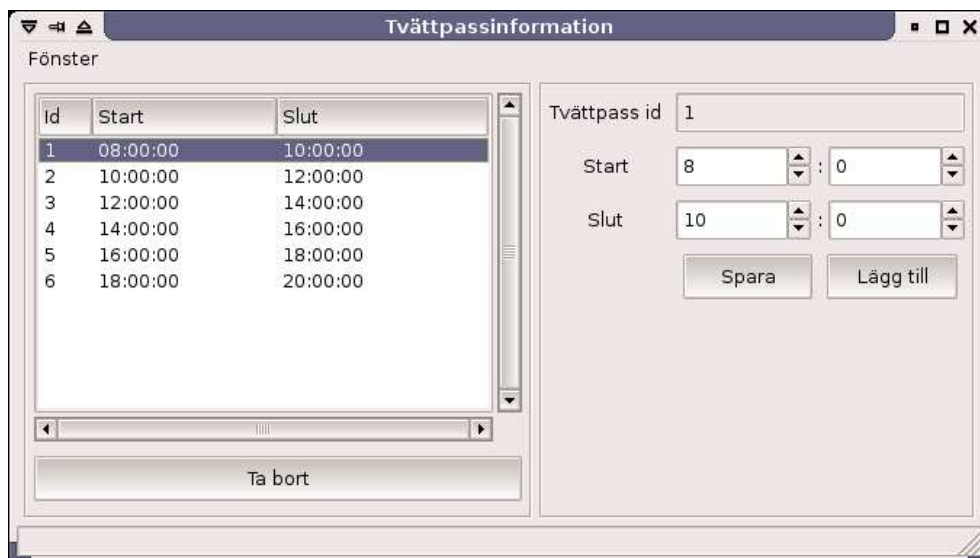 Tvättpassinformation
Fönster
Id Start Slut
1 08:00:00 10:00:00
2 10:00:00 12:00:00
3 12:00:00 14:00:00
4 14:00:00 16:00:00
5 16:00:00 18:00:00
6 18:00:00 20:00:00
Ta bort
Tvättpass id 1
Start 8 : 0
Slut 10 : 0
Spara Lägg till